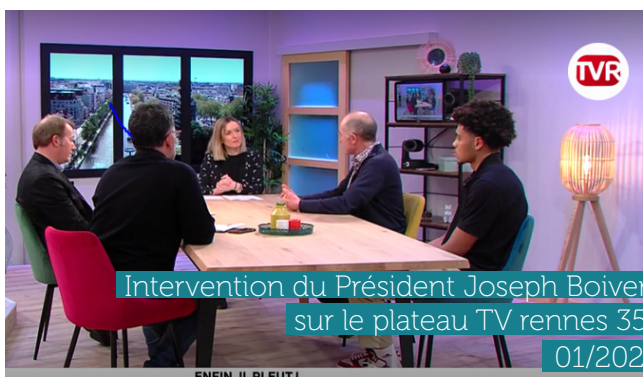 TVR
Intervention du Président Joseph Boiver
sur le plateau TV rennes 35
01/202
ENFIN, IL PLEUT !